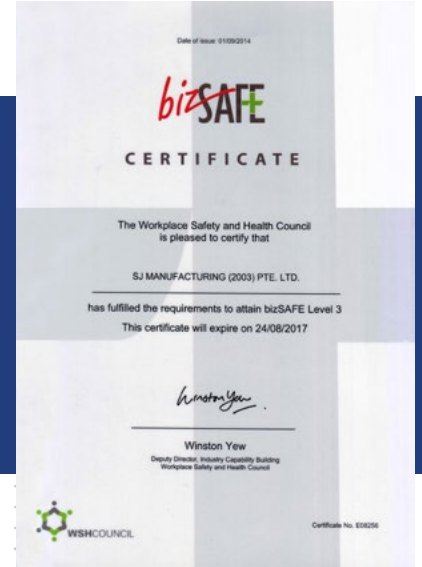 Date of issue: 01/09/2014
bizSAFE
CERTIFICATE
The Workplace Safety and Health Council
is pleased to certify that
SJ MANUFACTURING (2003) PTE. LTD.
has fulfilled the requirements to attain bizSAFE Level 3
This certificate will expire on 24/08/2017
Winston Yew
Winston Yew
Deputy Director, Industry Capability Building
Workplace Safety and Health Council
WSHCOUNCIL
Certificate No. E08256